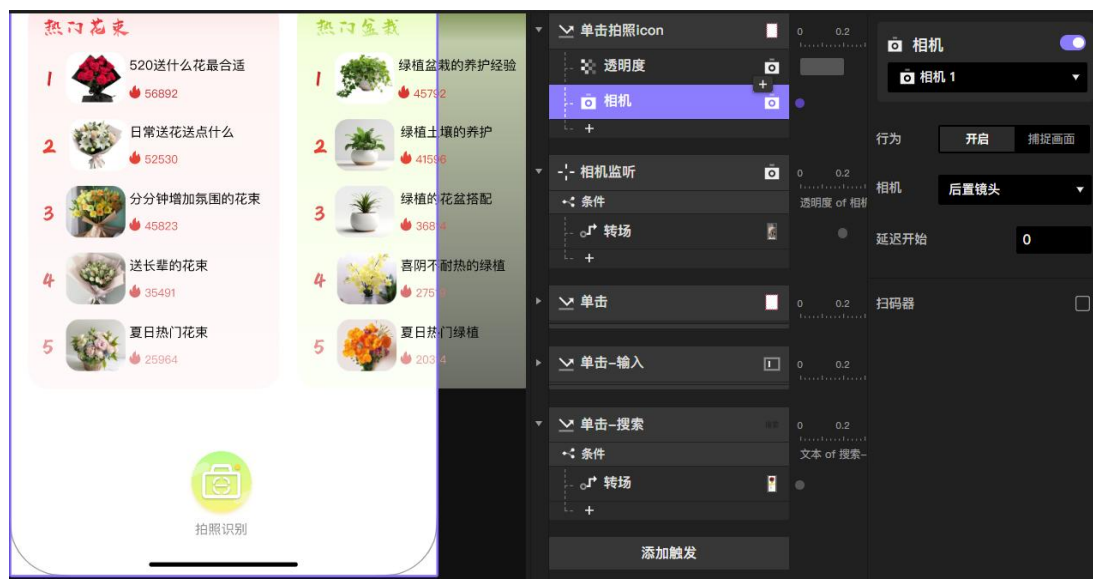 热门花束
1
520送什么花最合适
56892
2
日常送花送点什么
52530
3
分分钟增加氛围的花束
45823
4
送长辈的花束
35491
5
夏日热门花束
25964
热门盆栽
1
绿植盆栽的养护经验
45792
2
绿植土壤的养护
41596
3
绿植的花盆搭配
4
喜阴不耐热的绿植
5
夏日热门绿植
拍照识别
单击拍照icon
0 0.2
透明度
相机
+
相机监听
0 0.2
条件
透明度 of 相机
转场
+
单击
0 0.2
单击-输入
0 0.2
单击-搜索
0 0.2
条件
文本 of 搜索-
转场
+
添加触发
相机
相机 1
行为 开启 捕捉画面
相机 后置镜头
延迟开始 0
扫码器